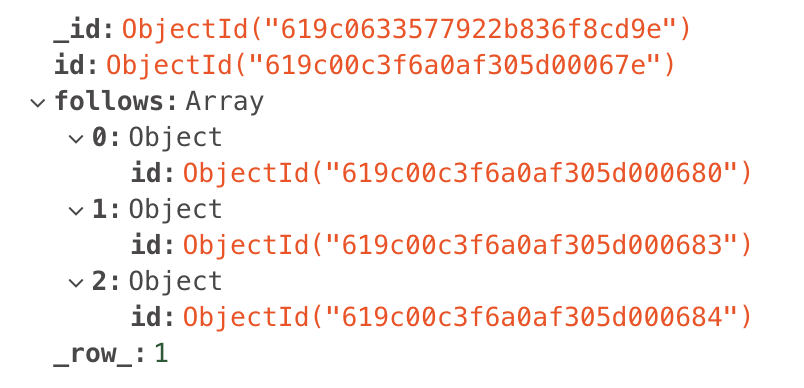 _id: ObjectId("619c0633577922b836f8cd9e")
id: ObjectId("619c00c3f6a0af305d00067e")
follows: Array
0: Object
id: ObjectId("619c00c3f6a0af305d000680")
1: Object
id: ObjectId("619c00c3f6a0af305d000683")
2: Object
id: ObjectId("619c00c3f6a0af305d000684")
_row_: 1